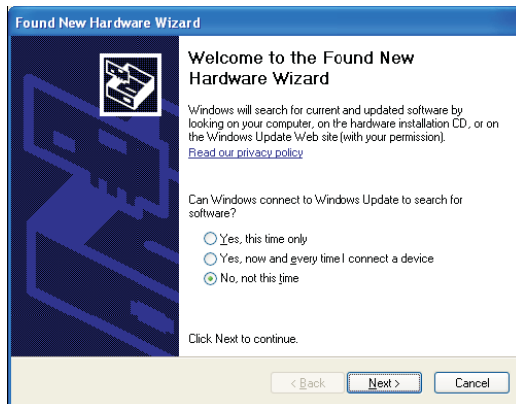 Found New Hardware Wizard
Welcome to the Found New
Hardware Wizard
Windows will search for current and updated software by
looking on your computer, on the hardware installation CD, or on
the Windows Update Web site (with your permission).
Read our privacy policy
Can Windows connect to Windows Update to search for
software?
Yes, this time only
Yes, now and every time I connect a device
No, not this time
Click Next to continue.
< Back Next > Cancel